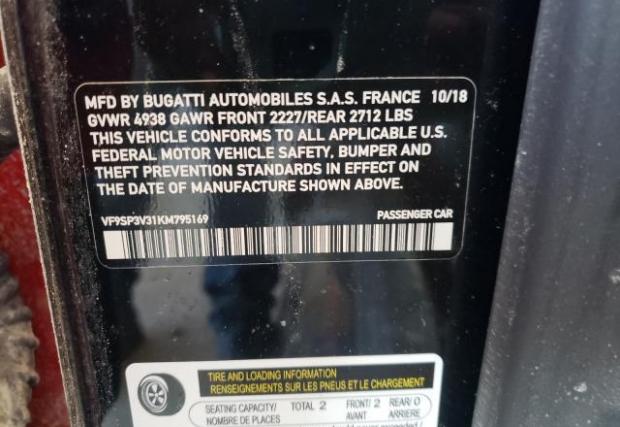 MFD BY BUGATTI AUTOMOBILES S.A.S. FRANCE 10/18
GVWR 4938 GAWR FRONT 2227/REAR 2712 LBS
THIS VEHICLE CONFORMS TO ALL APPLICABLE U.S.
FEDERAL MOTOR VEHICLE SAFETY, BUMPER AND
THEFT PREVENTION STANDARDS IN EFFECT ON
THE DATE OF MANUFACTURE SHOWN ABOVE.
VF9SP3V31KM795169 PASSENGER CAR
TIRE AND LOADING INFORMATION
RENSEIGNEMENTS SUR LES PNEUS ET LE CHARGEMENT
SEATING CAPACITY/ TOTAL 2 FRONT/ 2 REAR/ 0
NOMBRE DE PLACES AVANT ARRIÈRE